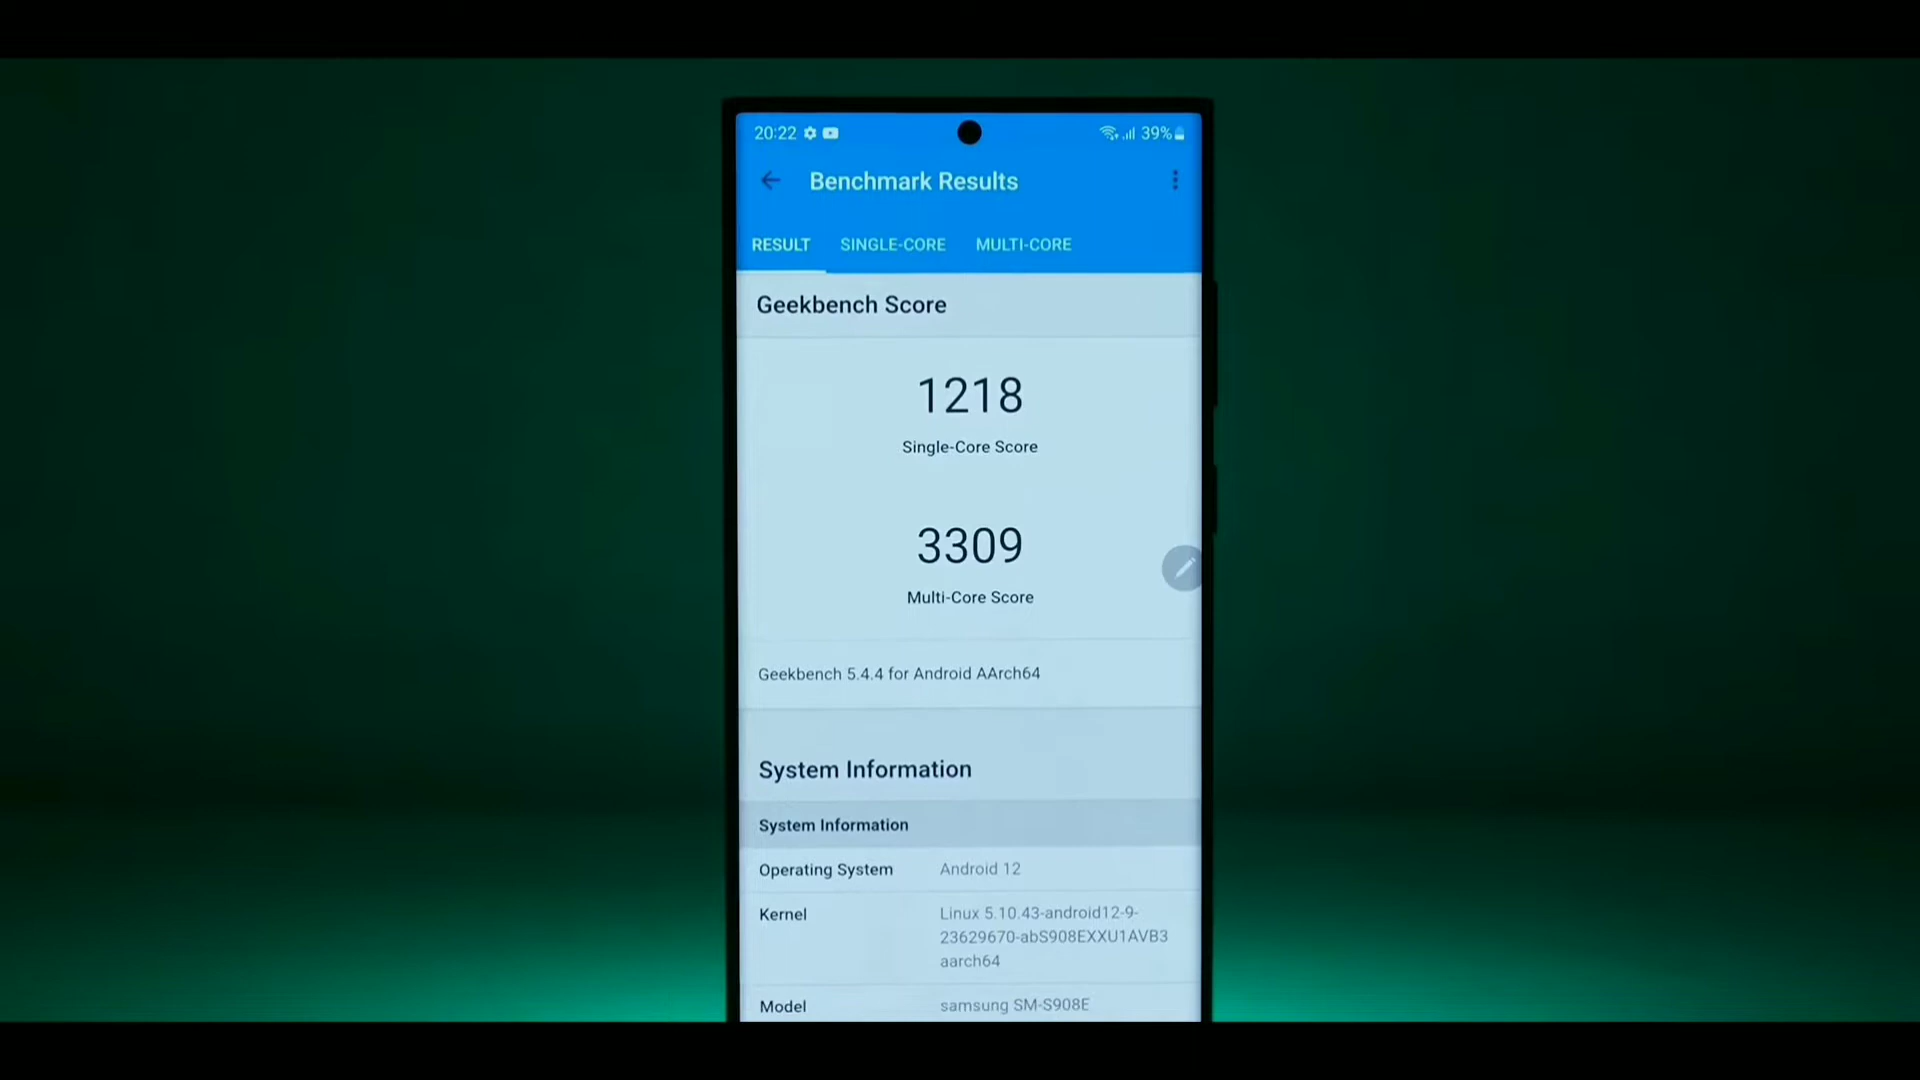 20:22 39%
Benchmark Results
RESULT SINGLE-CORE MULTI-CORE
Geekbench Score
1218
Single-Core Score
3309
Multi-Core Score
Geekbench 5.4.4 for Android AArch64
System Information
System Information
Operating System Android 12
Kernel Linux 5.10.43-android12-9-
23629670-abS908EXXU1AVB3
aarch64
Model samsung SM-S908E